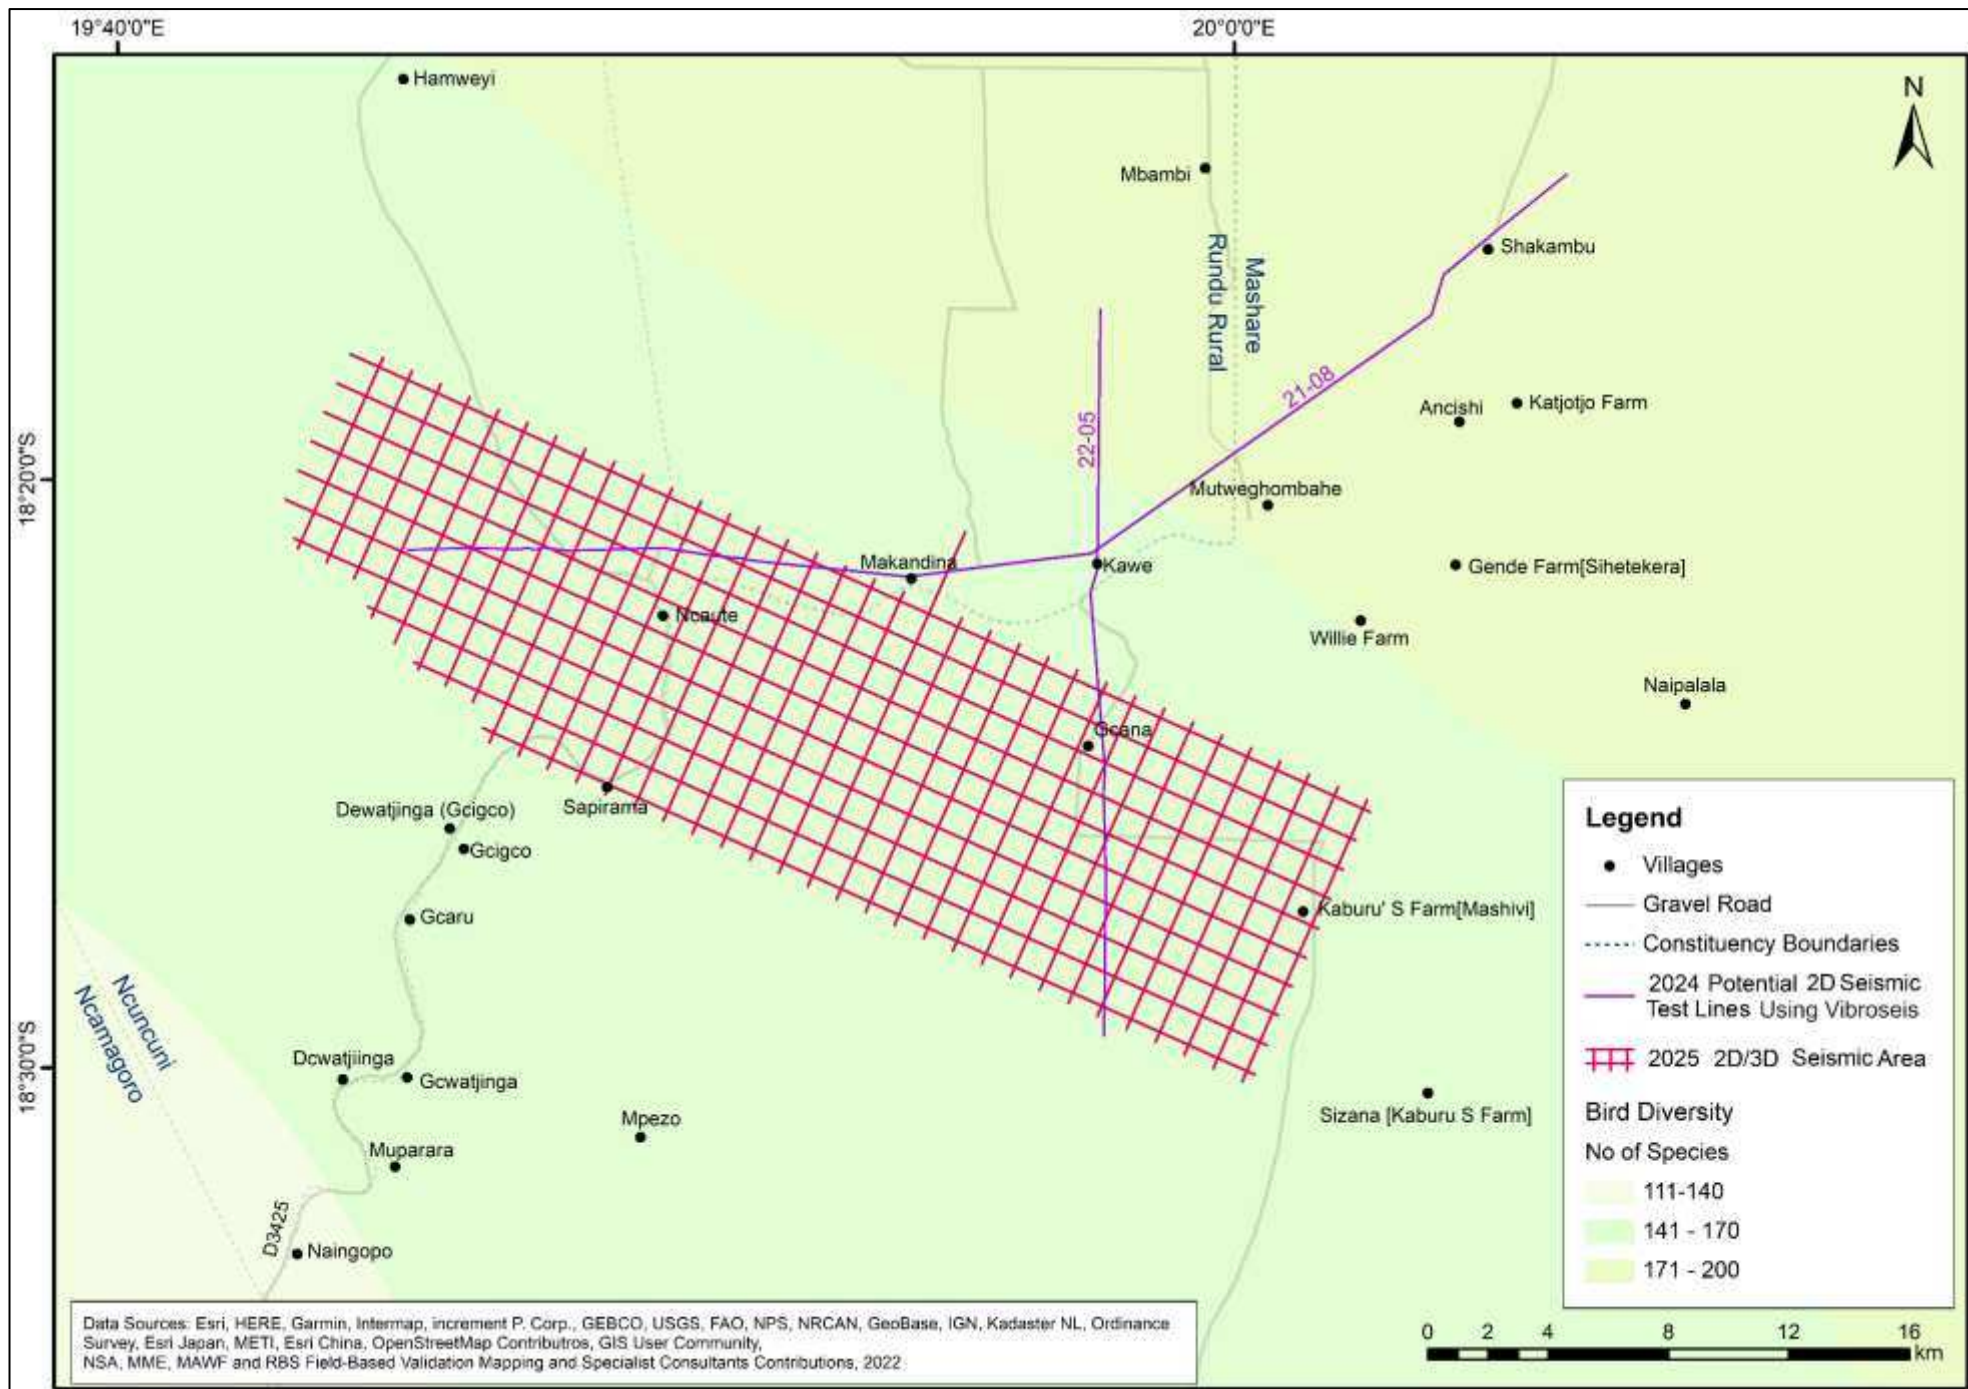 19°40'0"E
20°0'0"E
N
Hamweyi
Mbambi
Rundu Rural
Mashare
Shakambu
21-08
22-05
Ancishi
Katjotjo Farm
18°20'0"S
Mutweghombahe
Makandina
Kawe
Gende Farm[Sihetekera]
Ncaute
Willie Farm
Naipalala
Gcana
Sapirama
Dewatjinga (Gcigco)
Gcigco
Gcaru
Kaburu' S Farm[Mashivi]
Ncuncuni
Ncamagoro
18°30'0"S
Dcwatjiinga
Gcwatjinga
Sizana [Kaburu S Farm]
Mpezo
Muparara
D3425
Naingopo
Legend
Villages
Gravel Road
Constituency Boundaries
2024 Potential 2D Seismic
Test Lines Using Vibroseis
2025 2D/3D Seismic Area
Bird Diversity
No of Species
111-140
141 - 170
171 - 200
0 2 4 8 12 16
km
Data Sources: Esri, HERE, Garmin, Intermap, increment P. Corp., GEBCO, USGS, FAO, NPS, NRCAN, GeoBase, IGN, Kadaster NL, Ordinance
Survey, Esri Japan, METI, Esri China, OpenStreetMap Contributros, GIS User Community,
NSA, MME, MAWF and RBS Field-Based Validation Mapping and Specialist Consultants Contributions, 2022